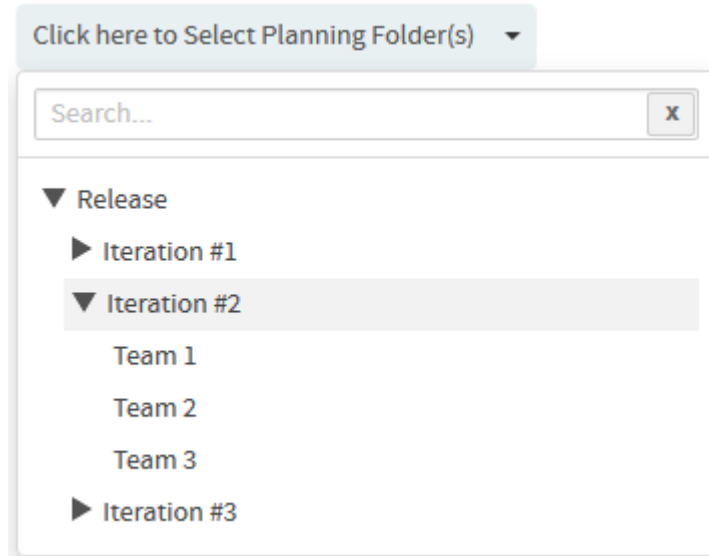 Click here to Select Planning Folder(s)
Search...
x
Release
Iteration #1
Iteration #2
Team 1
Team 2
Team 3
Iteration #3